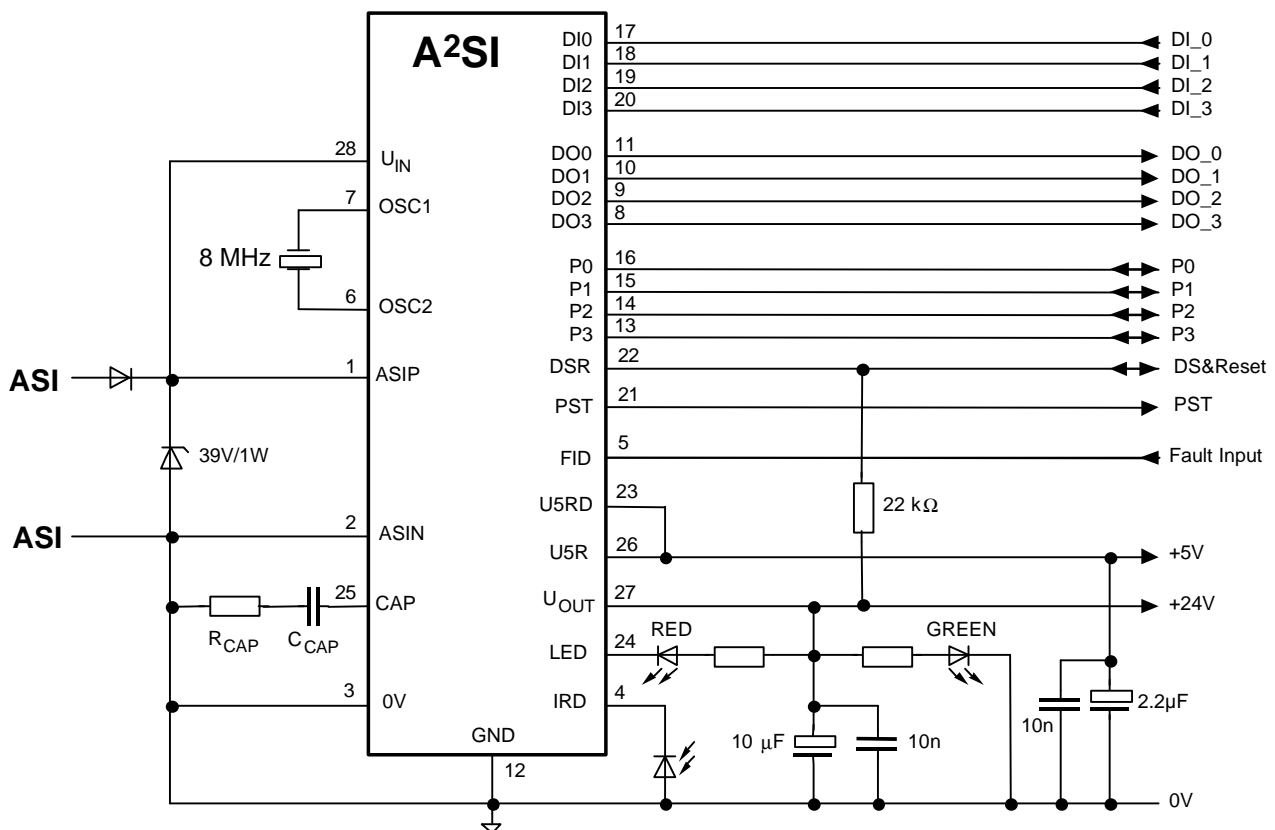 A²SI
17
DI0
DI_0
18
DI1
DI_1
19
DI2
DI_2
20
DI3
DI_3
28
U_IN
11
DO0
DO_0
10
DO1
DO_1
9
DO2
DO_2
8
DO3
DO_3
7
OSC1
8 MHz
6
OSC2
16
P0
P0
15
P1
P1
14
P2
P2
13
P3
P3
22
DSR
DS&Reset
ASI
1
ASIP
21
PST
PST
39V/1W
5
FID
Fault Input
23
U5RD
22 kΩ
ASI
2
ASIN
26
U5R
+5V
25
CAP
R_CAP
C_CAP
27
U_OUT
+24V
24
LED
RED
GREEN
3
0V
4
IRD
GND
12
10 µF
10n
10n
2.2µF
0V